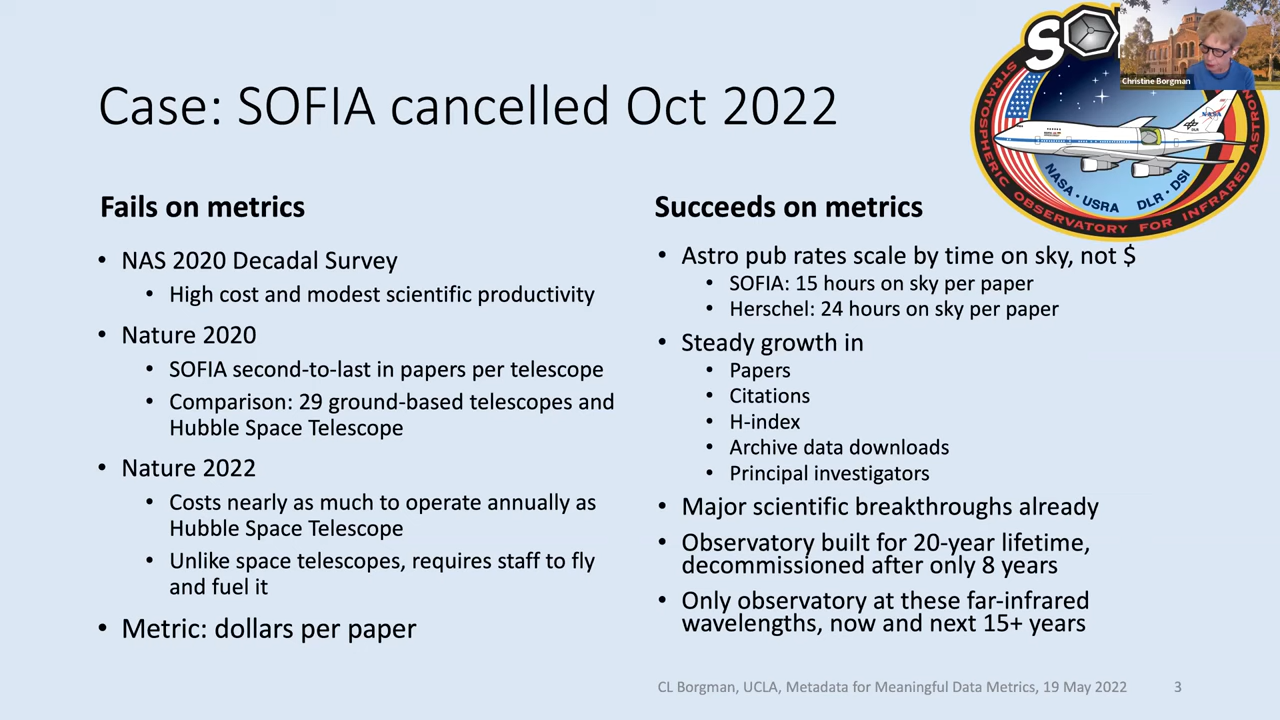 Case: SOFIA cancelled Oct 2022
SO
Christine Borgman
STRATOSPHERIC OBSERVATORY FOR INFRARED ASTRON
NASA • USRA DLR • DSI
NASA
DLR
Fails on metrics
• NAS 2020 Decadal Survey
• High cost and modest scientific productivity
• Nature 2020
• SOFIA second-to-last in papers per telescope
• Comparison: 29 ground-based telescopes and
Hubble Space Telescope
• Nature 2022
• Costs nearly as much to operate annually as
Hubble Space Telescope
• Unlike space telescopes, requires staff to fly
and fuel it
• Metric: dollars per paper
Succeeds on metrics
• Astro pub rates scale by time on sky, not $
• SOFIA: 15 hours on sky per paper
• Herschel: 24 hours on sky per paper
• Steady growth in
• Papers
• Citations
• H-index
• Archive data downloads
• Principal investigators
• Major scientific breakthroughs already
• Observatory built for 20-year lifetime,
decommissioned after only 8 years
• Only observatory at these far-infrared
wavelengths, now and next 15+ years
CL Borgman, UCLA, Metadata for Meaningful Data Metrics, 19 May 2022
3